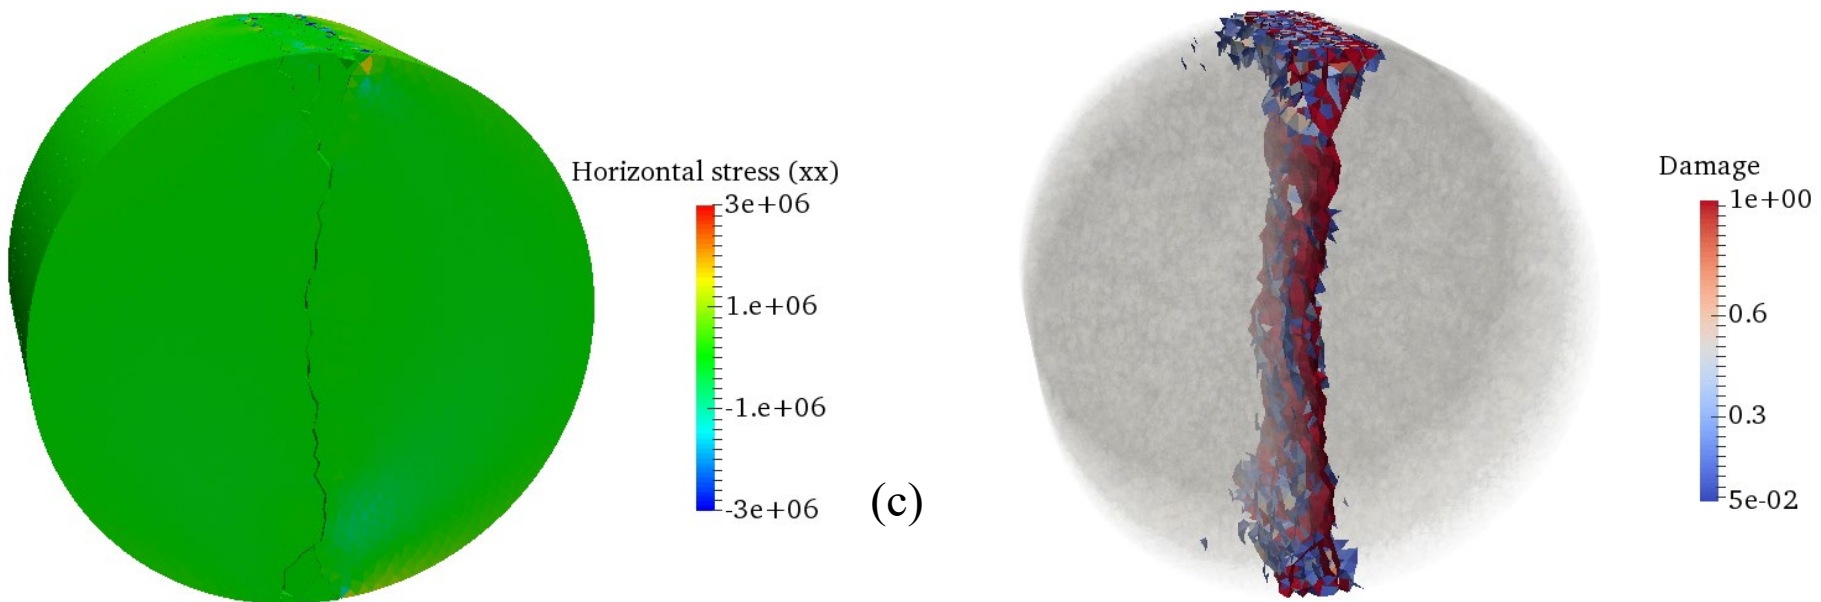 Horizontal stress (xx)
3e+06
1.e+06
-1.e+06
-3e+06
(c)
Damage
1e+00
0.6
0.3
5e-02